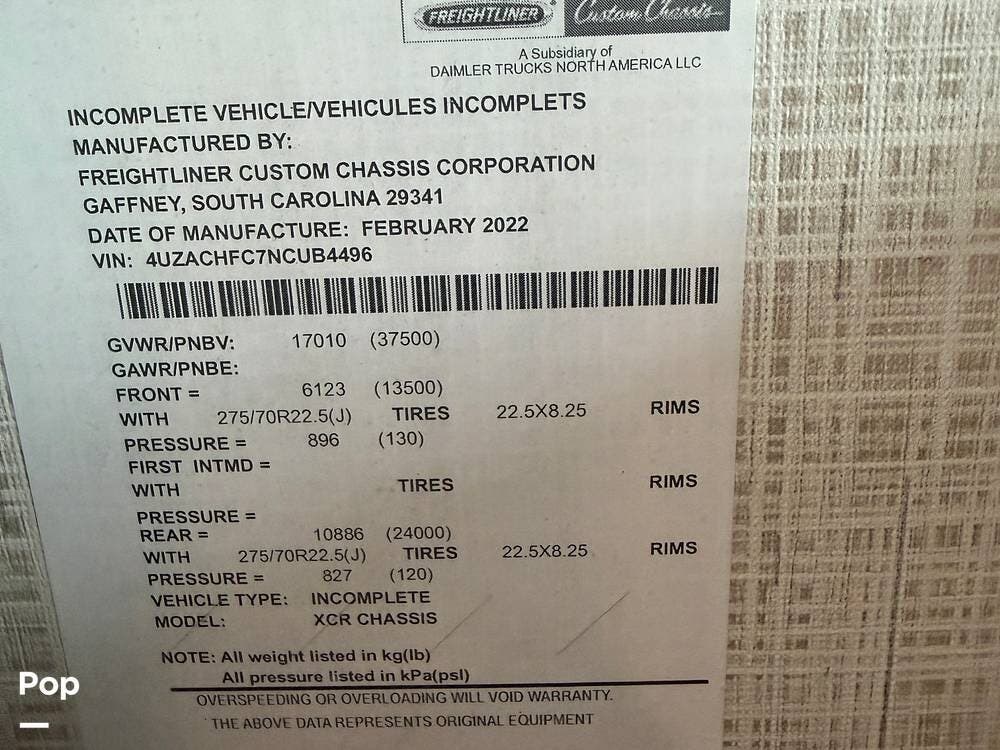 FREIGHTLINER Custom Chassis
A Subsidiary of
DAIMLER TRUCKS NORTH AMERICA LLC
INCOMPLETE VEHICLE/VEHICULES INCOMPLETS
MANUFACTURED BY:
FREIGHTLINER CUSTOM CHASSIS CORPORATION
GAFFNEY, SOUTH CAROLINA 29341
DATE OF MANUFACTURE: FEBRUARY 2022
VIN: 4UZACHFC7NCUB4496
GVWR/PNBV: 17010 (37500)
GAWR/PNBE:
FRONT = 6123 (13500)
WITH 275/70R22.5(J) TIRES 22.5X8.25 RIMS
PRESSURE = 896 (130)
FIRST INTMD =
WITH TIRES RIMS
PRESSURE =
REAR = 10886 (24000)
WITH 275/70R22.5(J) TIRES 22.5X8.25 RIMS
PRESSURE = 827 (120)
VEHICLE TYPE: INCOMPLETE
MODEL: XCR CHASSIS
NOTE: All weight listed in kg(lb)
All pressure listed in kPa(psl)
OVERSPEEDING OR OVERLOADING WILL VOID WARRANTY.
THE ABOVE DATA REPRESENTS ORIGINAL EQUIPMENT
Pop